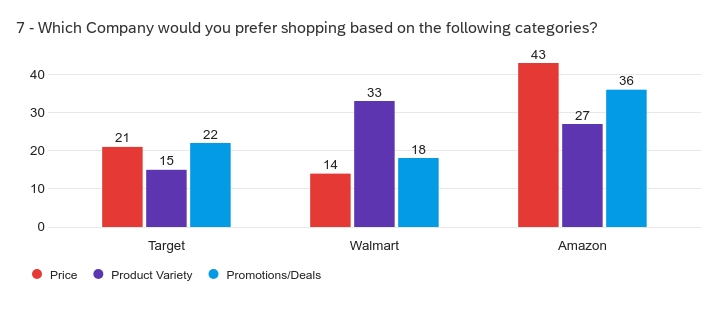 7 - Which Company would you prefer shopping based on the following categories?
43
40
36
33
30
27
21
22
20
15
14
18
10
0
Target
Walmart
Amazon
Price
Product Variety
Promotions/Deals